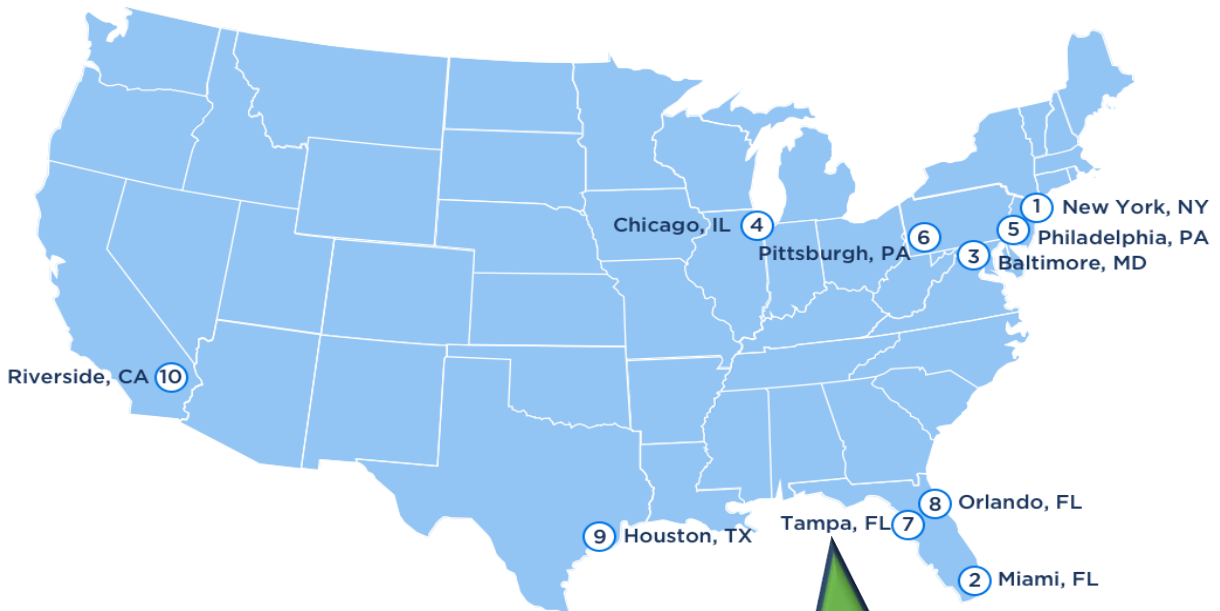 1 New York, NY
Chicago, IL 4
5 Philadelphia, PA
6
Pittsburgh, PA
3 Baltimore, MD
Riverside, CA 10
8 Orlando, FL
Tampa, FL 7
9 Houston, TX
2 Miami, FL